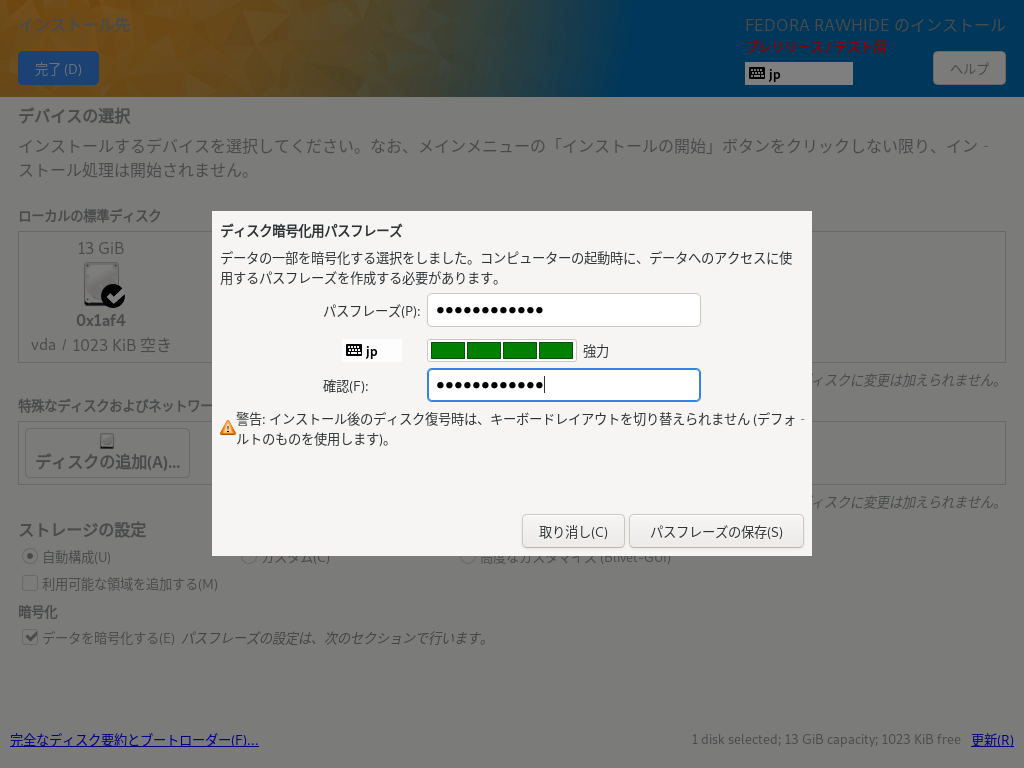 インストール先
FEDORA RAWHIDE のインストール
プレリリース / テスト用
完了 (D)
jp
ヘルプ
デバイスの選択
インストールするデバイスを選択してください。なお、メインメニューの「インストールの開始」ボタンをクリックしない限り、イン-
ストール処理は開始されません。
ローカルの標準ディスク
13 GiB
0x1af4
vda / 1023 KiB 空き
ィスクに変更は加えられません。
特殊なディスクおよびネットワー
ディスクの追加(A)...
ィスクに変更は加えられません。
ディスク暗号化用パスフレーズ
データの一部を暗号化する選択をしました。コンピューターの起動時に、データへのアクセスに使
用するパスフレーズを作成する必要があります。
パスフレーズ(P): ●●●●●●●●●●●●
jp 強力
確認(F): ●●●●●●●●●●●●
警告: インストール後のディスク復号時は、キーボードレイアウトを切り替えられません (デフォ-
ルトのものを使用します)。
取り消し(C) パスフレーズの保存(S)
ストレージの設定
自動構成(U) カスタム(C) 高度なカスタマイズ (Blivet-GUI)
利用可能な領域を追加する(M)
暗号化
データを暗号化する(E) パスフレーズの設定は、次のセクションで行います。
完全なディスク要約とブートローダー(F)... 1 disk selected; 13 GiB capacity; 1023 KiB free 更新(R)